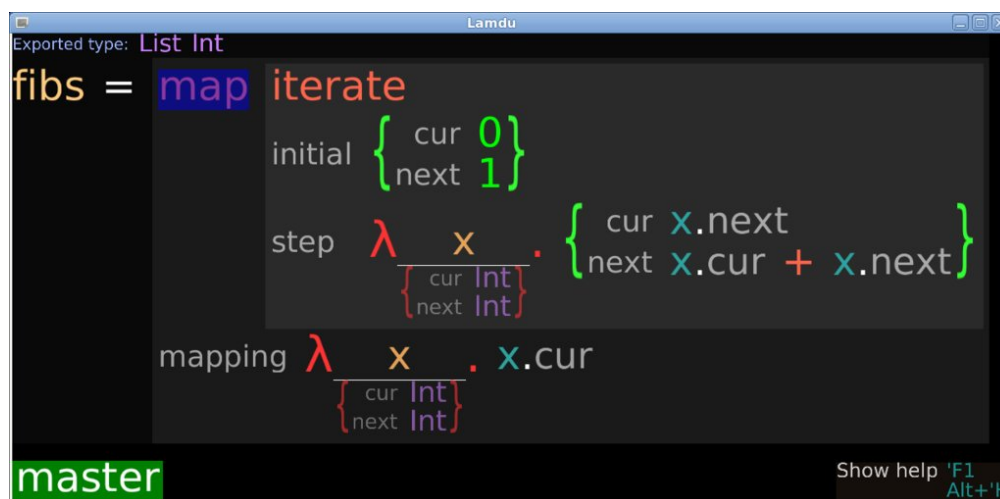 Lamdu
Exported type: List Int
fibs = map iterate
initial { cur 0
next 1 }
step λ x . { cur x.next
next x.cur + x.next }
{ cur Int
next Int }
mapping λ x . x.cur
{ cur Int
next Int }
master
Show help 'F1
Alt+'